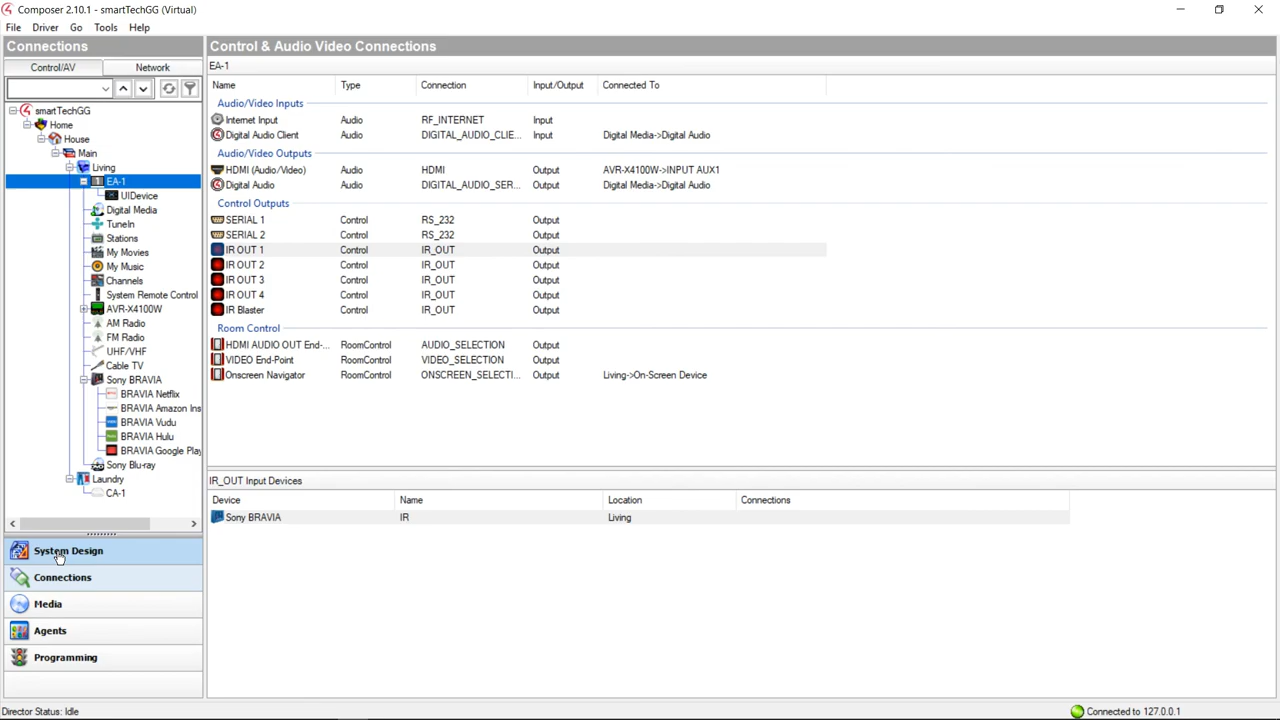 Composer 2.10.1 - smartTechGG (Virtual)
File Driver Go Tools Help
Connections
Control/AV Network
smartTechGG
Home
House
Main
Living
EA-1
UIDevice
Digital Media
TuneIn
Stations
My Movies
My Music
Channels
System Remote Control
AVR-X4100W
AM Radio
FM Radio
UHF/VHF
Cable TV
Sony BRAVIA
BRAVIA Netflix
BRAVIA Amazon Ins
BRAVIA Vudu
BRAVIA Hulu
BRAVIA Google Play
Sony Blu-ray
Laundry
CA-1
System Design
Connections
Media
Agents
Programming
Control & Audio Video Connections
EA-1
Name Type Connection Input/Output Connected To
Audio/Video Inputs
Internet Input Audio RF_INTERNET Input
Digital Audio Client Audio DIGITAL_AUDIO_CLIE... Input Digital Media->Digital Audio
Audio/Video Outputs
HDMI (Audio/Video) Audio HDMI Output AVR-X4100W->INPUT AUX1
Digital Audio Audio DIGITAL_AUDIO_SER... Output Digital Media->Digital Audio
Control Outputs
SERIAL 1 Control RS_232 Output
SERIAL 2 Control RS_232 Output
IR OUT 1 Control IR_OUT Output
IR OUT 2 Control IR_OUT Output
IR OUT 3 Control IR_OUT Output
IR OUT 4 Control IR_OUT Output
IR Blaster Control IR_OUT Output
Room Control
HDMI AUDIO OUT End-... RoomControl AUDIO_SELECTION Output
VIDEO End-Point RoomControl VIDEO_SELECTION Output
Onscreen Navigator RoomControl ONSCREEN_SELECTI... Output Living->On-Screen Device
IR_OUT Input Devices
Device Name Location Connections
Sony BRAVIA IR Living
Director Status: Idle
Connected to 127.0.0.1